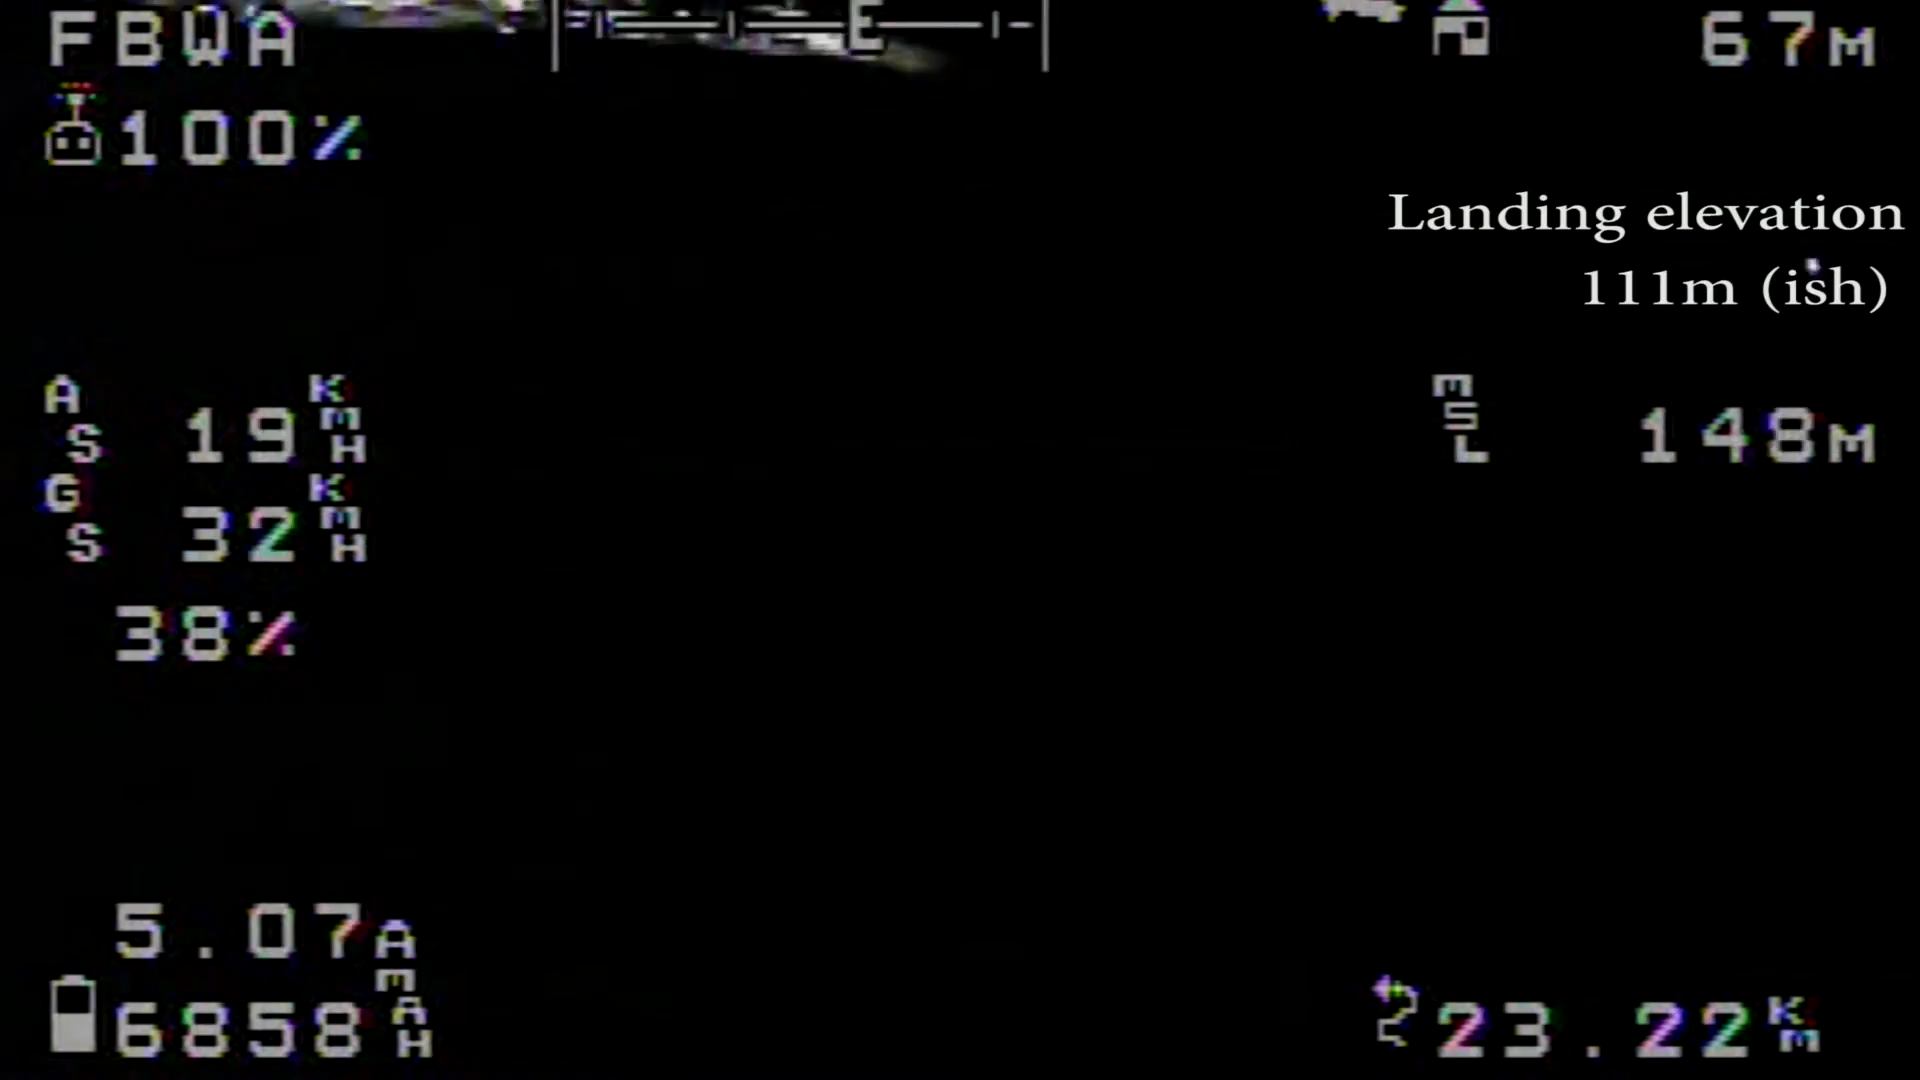 FBWA
E
67M
100%
Landing elevation
111m (ish)
AS 19 KMH
MSL 148M
GS 32 KMH
38%
5.07A
6858 MAH
23.22 KM